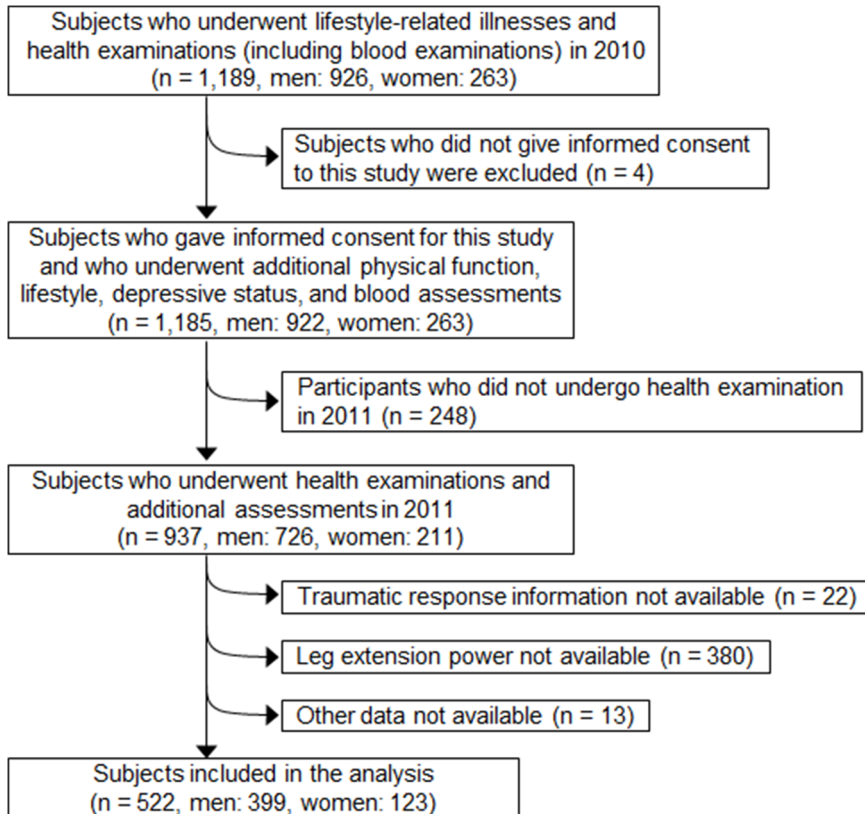 Subjects who underwent lifestyle-related illnesses and
health examinations (including blood examinations) in 2010
(n = 1,189, men: 926, women: 263)
Subjects who did not give informed consent
to this study were excluded (n = 4)
Subjects who gave informed consent for this study
and who underwent additional physical function,
lifestyle, depressive status, and blood assessments
(n = 1,185, men: 922, women: 263)
Participants who did not undergo health examination
in 2011 (n = 248)
Subjects who underwent health examinations and
additional assessments in 2011
(n = 937, men: 726, women: 211)
Traumatic response information not available (n = 22)
Leg extension power not available (n = 380)
Other data not available (n = 13)
Subjects included in the analysis
(n = 522, men: 399, women: 123)